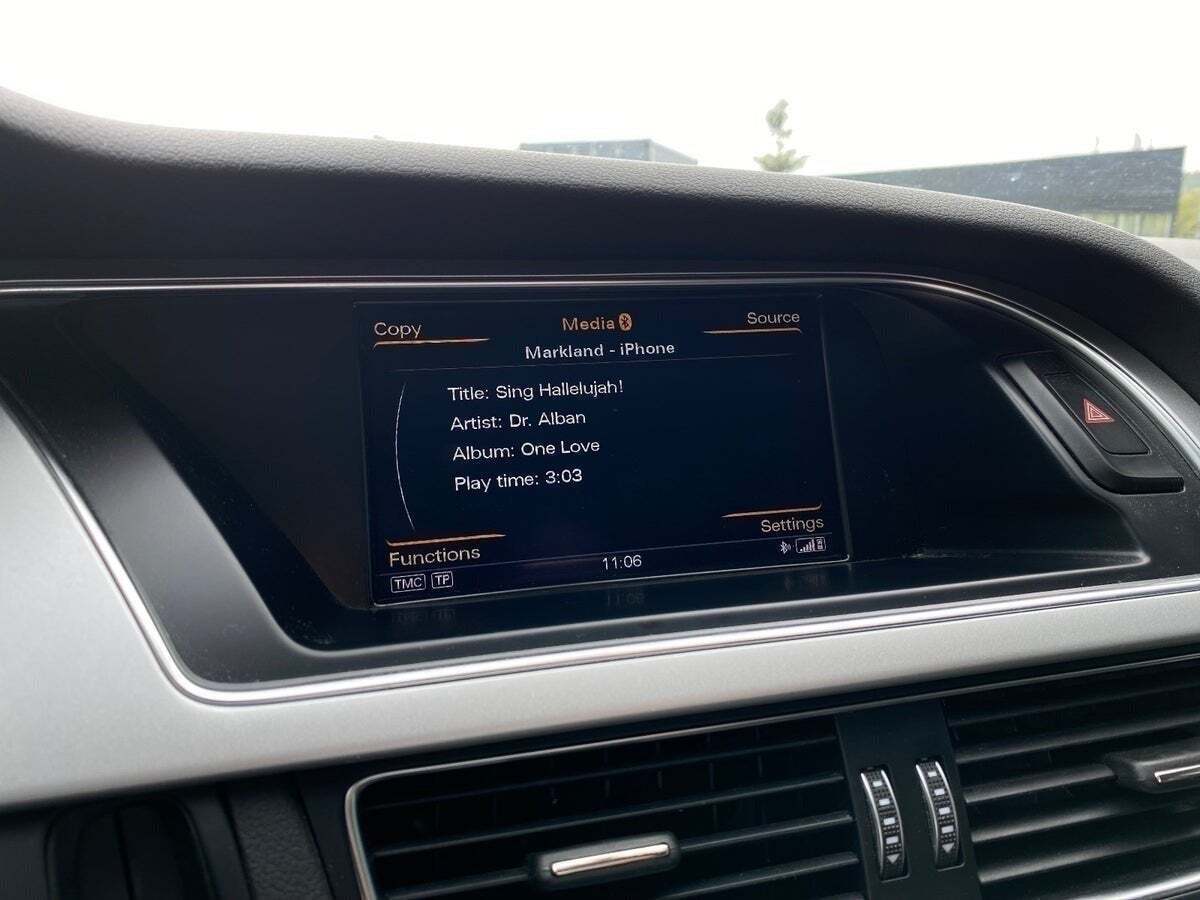 Copy
Media
Source
Markland - iPhone
Title: Sing Hallelujah!
Artist: Dr. Alban
Album: One Love
Play time: 3:03
Functions
Settings
TMC TP
11:06